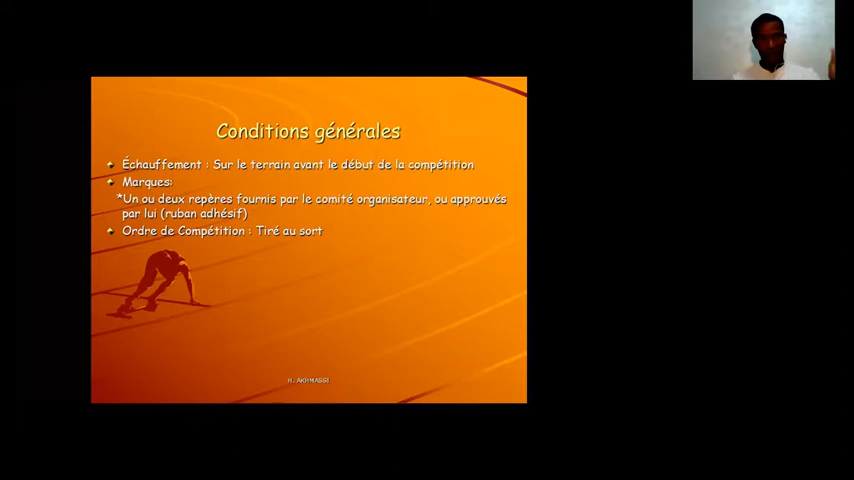 Conditions générales
Échauffement : Sur le terrain avant le début de la compétition
Marques:
*Un ou deux repères fournis par le comité organisateur, ou approuvés
par lui (ruban adhésif)
Ordre de Compétition : Tiré au sort
H. AKHMASSI